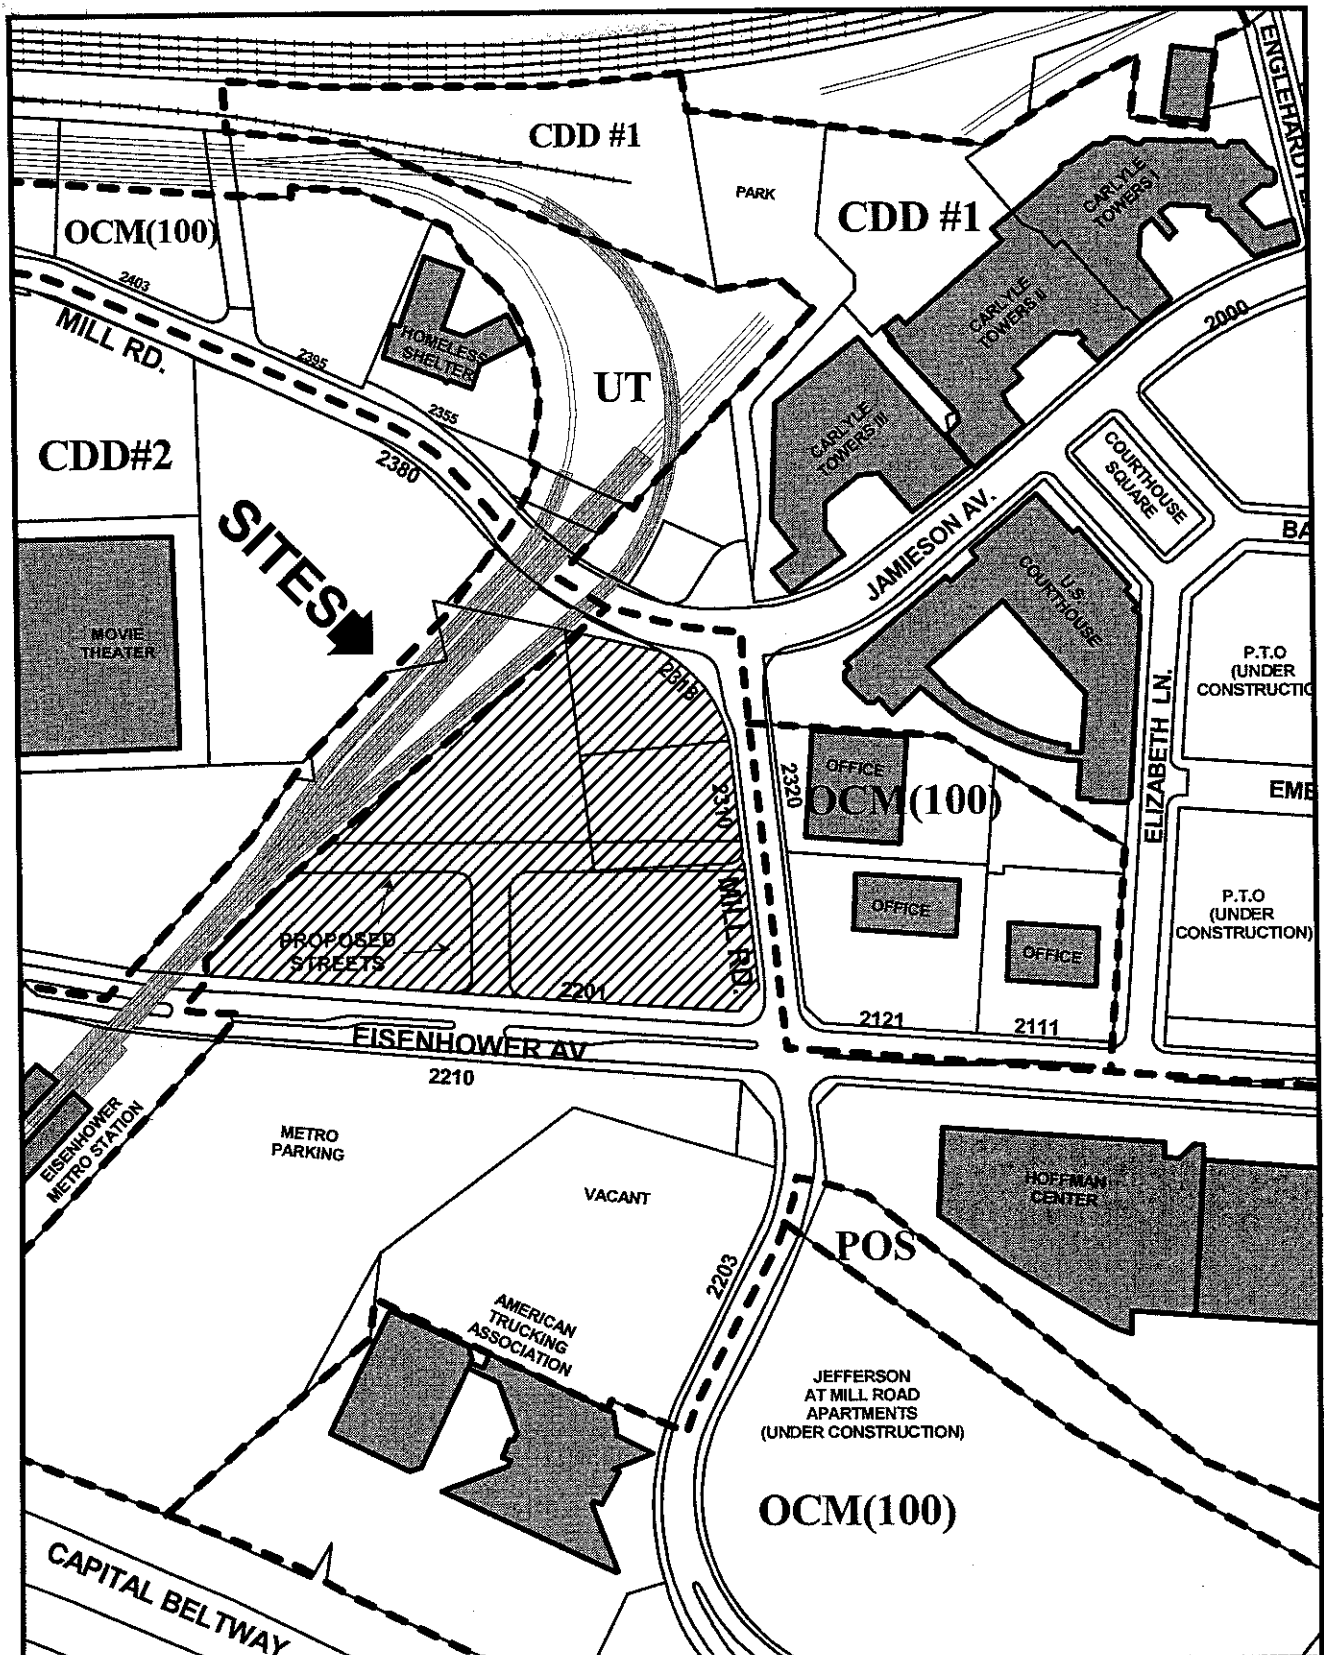 ENGLEHARDT
CDD #1
PARK
CARLYLE
TOWERS I
CDD #1
OCM(100)
2403
MILL RD.
CARLYLE
TOWERS II
2000
HOMELESS
SHELTER
2395
UT
2355
CARLYLE
TOWERS III
CDD#2
2380
COURTHOUSE
SQUARE
SITES
JAMIESON AV.
BA
U.S.
COURTHOUSE
MOVIE
THEATER
P.T.O
(UNDER
CONSTRUCTIO
2318
ELIZABETH LN.
OFFICE
2320
2310
OCM(100)
EME
MILL RD.
OFFICE
P.T.O
(UNDER
CONSTRUCTION)
PROPOSED
STREETS
OFFICE
2201
2121
2111
EISENHOWER AV
2210
EISENHOWER
METRO STATION
METRO
PARKING
VACANT
HOFFMAN
CENTER
POS
2203
AMERICAN
TRUCKING
ASSOCIATION
JEFFERSON
AT MILL ROAD
APARTMENTS
(UNDER CONSTRUCTION)
OCM(100)
CAPITAL BELTWAY